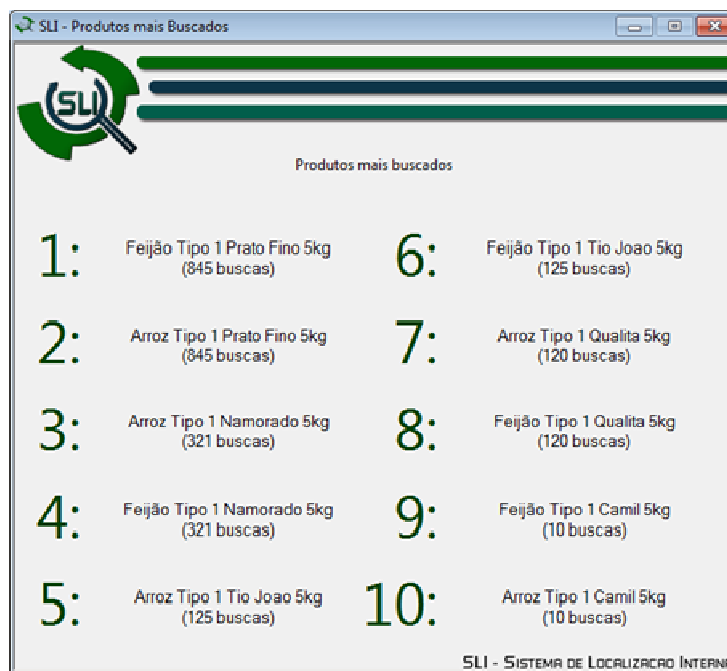 SLI - Produtos mais Buscados
SLI
Produtos mais buscados
1:
Feijão Tipo 1 Prato Fino 5kg
(845 buscas)
2:
Arroz Tipo 1 Prato Fino 5kg
(845 buscas)
3:
Arroz Tipo 1 Namorado 5kg
(321 buscas)
4:
Feijão Tipo 1 Namorado 5kg
(321 buscas)
5:
Arroz Tipo 1 Tio Joao 5kg
(125 buscas)
6:
Feijão Tipo 1 Tio Joao 5kg
(125 buscas)
7:
Arroz Tipo 1 Qualita 5kg
(120 buscas)
8:
Feijão Tipo 1 Qualita 5kg
(120 buscas)
9:
Feijão Tipo 1 Camil 5kg
(10 buscas)
10:
Arroz Tipo 1 Camil 5kg
(10 buscas)
SLI - Sistema de Localizacao Intern